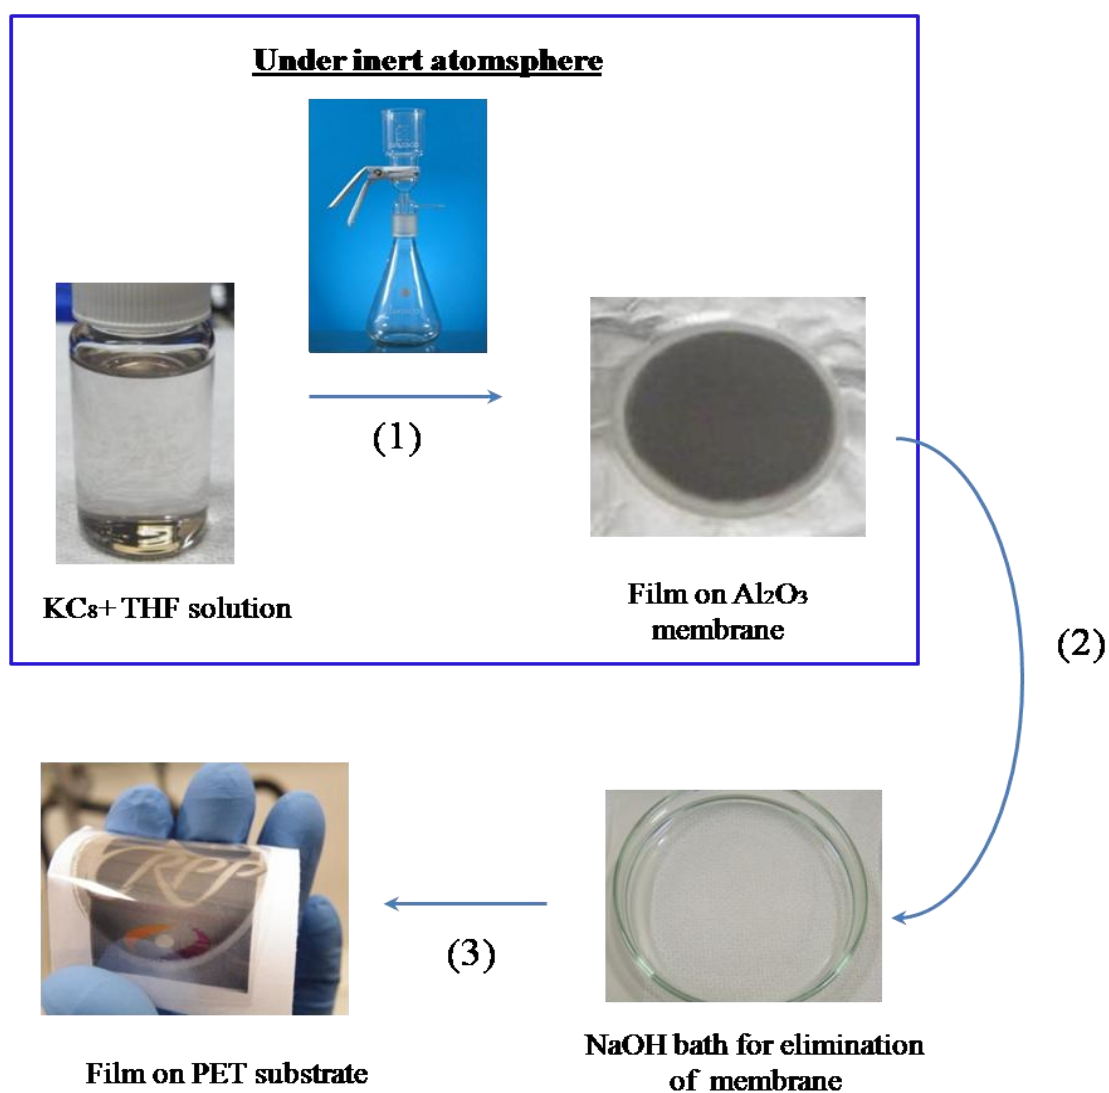 Under inert atomsphere
(1)
KC₈+ THF solution
Film on Al₂O₃
membrane
(2)
CRPP
(3)
Film on PET substrate
NaOH bath for elimination
of membrane